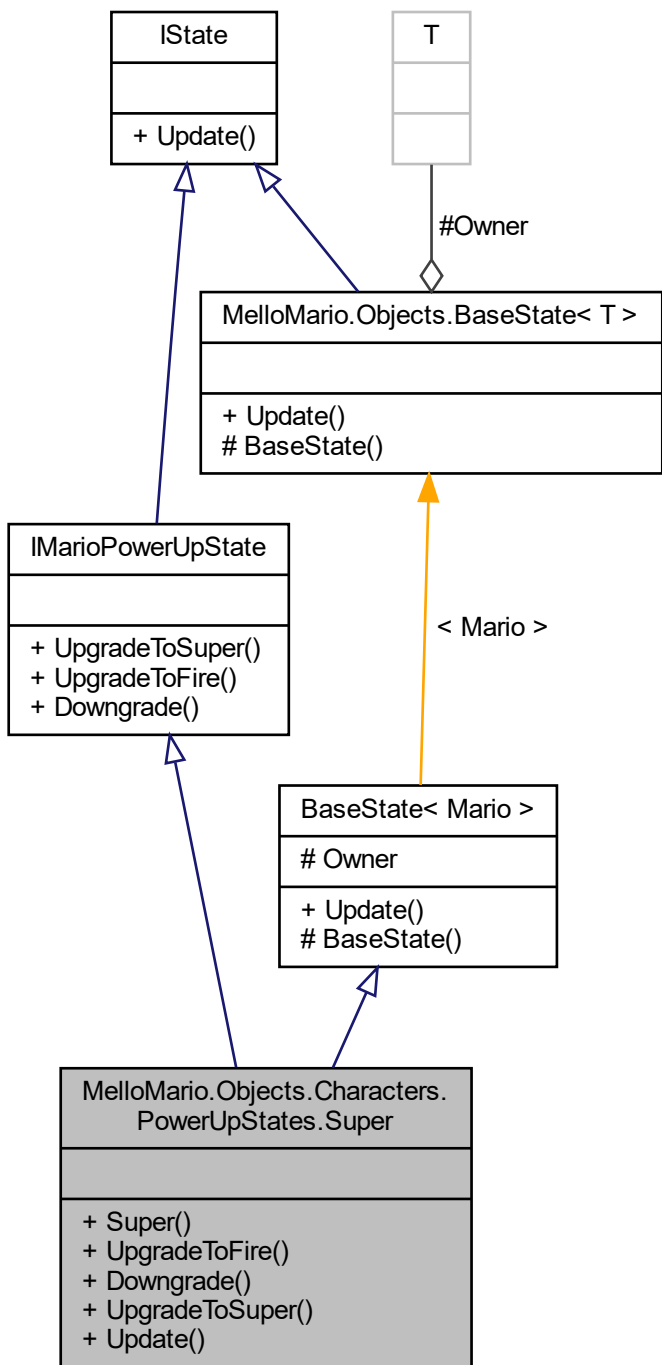 IState
+ Update()
T
#Owner
MelloMario.Objects.BaseState< T >
+ Update()
# BaseState()
IMarioPowerUpState
+ UpgradeToSuper()
+ UpgradeToFire()
+ Downgrade()
< Mario >
BaseState< Mario >
# Owner
+ Update()
# BaseState()
MelloMario.Objects.Characters.
PowerUpStates.Super
+ Super()
+ UpgradeToFire()
+ Downgrade()
+ UpgradeToSuper()
+ Update()